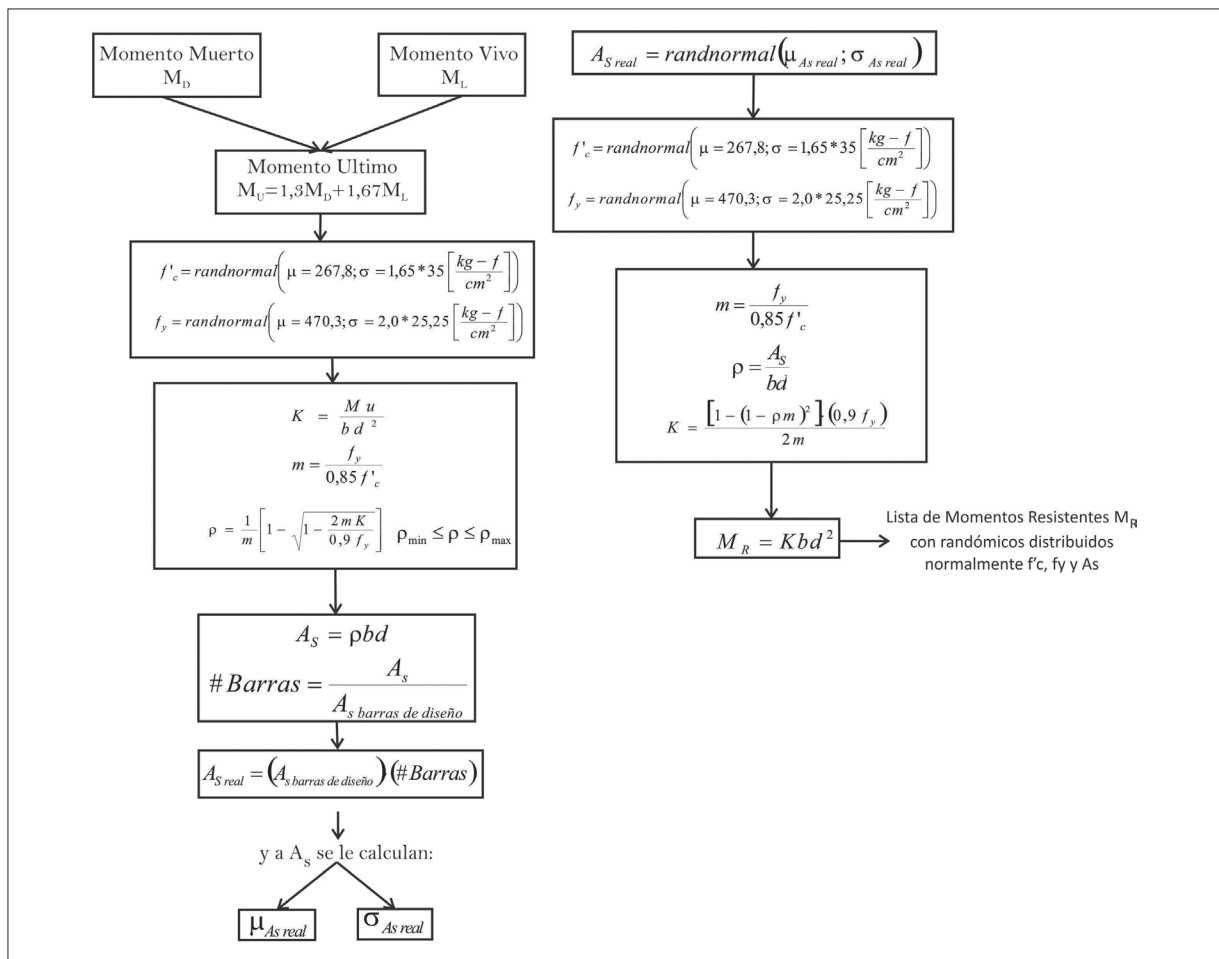 Momento Muerto
M_D
Momento Vivo
M_L
Momento Ultimo
M_U=1,3M_D+1,67M_L
f'_c = randnormal(μ = 267,8; σ = 1,65*35 [kg-f/cm²])
f_y = randnormal(μ = 470,3; σ = 2,0*25,25 [kg-f/cm²])
K = Mu / bd²
m = f_y / 0,85 f'_c
ρ = 1/m [1 - √(1 - 2mK / 0,9 f_y)] ρ_min ≤ ρ ≤ ρ_max
A_S = ρbd
#Barras = A_s / A_s barras de diseño
A_S real = (A_s barras de diseño)·(#Barras)
y a A_s se le calculan:
μ_As real
σ_As real
A_S real = randnormal(μ_As real; σ_As real)
f'_c = randnormal(μ = 267,8; σ = 1,65*35 [kg-f/cm²])
f_y = randnormal(μ = 470,3; σ = 2,0*25,25 [kg-f/cm²])
m = f_y / 0,85 f'_c
ρ = A_S / bd
K = [1-(1-ρm)²]·(0,9 f_y) / 2m
M_R = Kbd²
Lista de Momentos Resistentes M_R
con randómicos distribuidos
normalmente f'c, fy y As